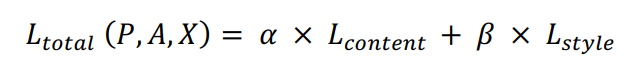 L_total (P, A, X) = α × L_content + β × L_style